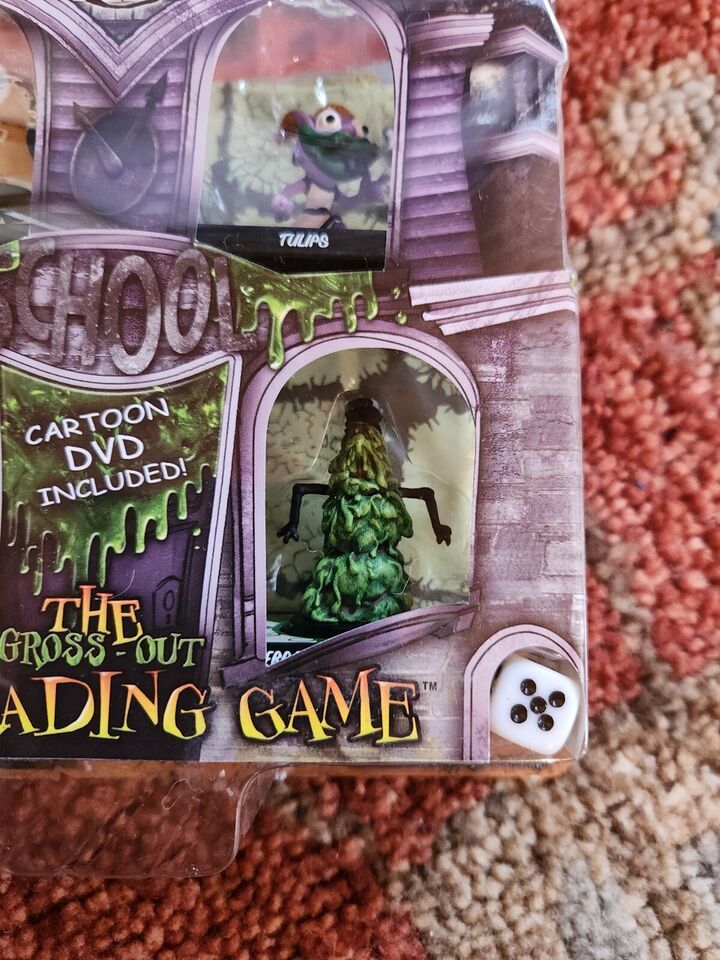 TULIPS
SCHOOL
CARTOON
DVD
INCLUDED!
THE
GROSS-OUT
ADING GAME™